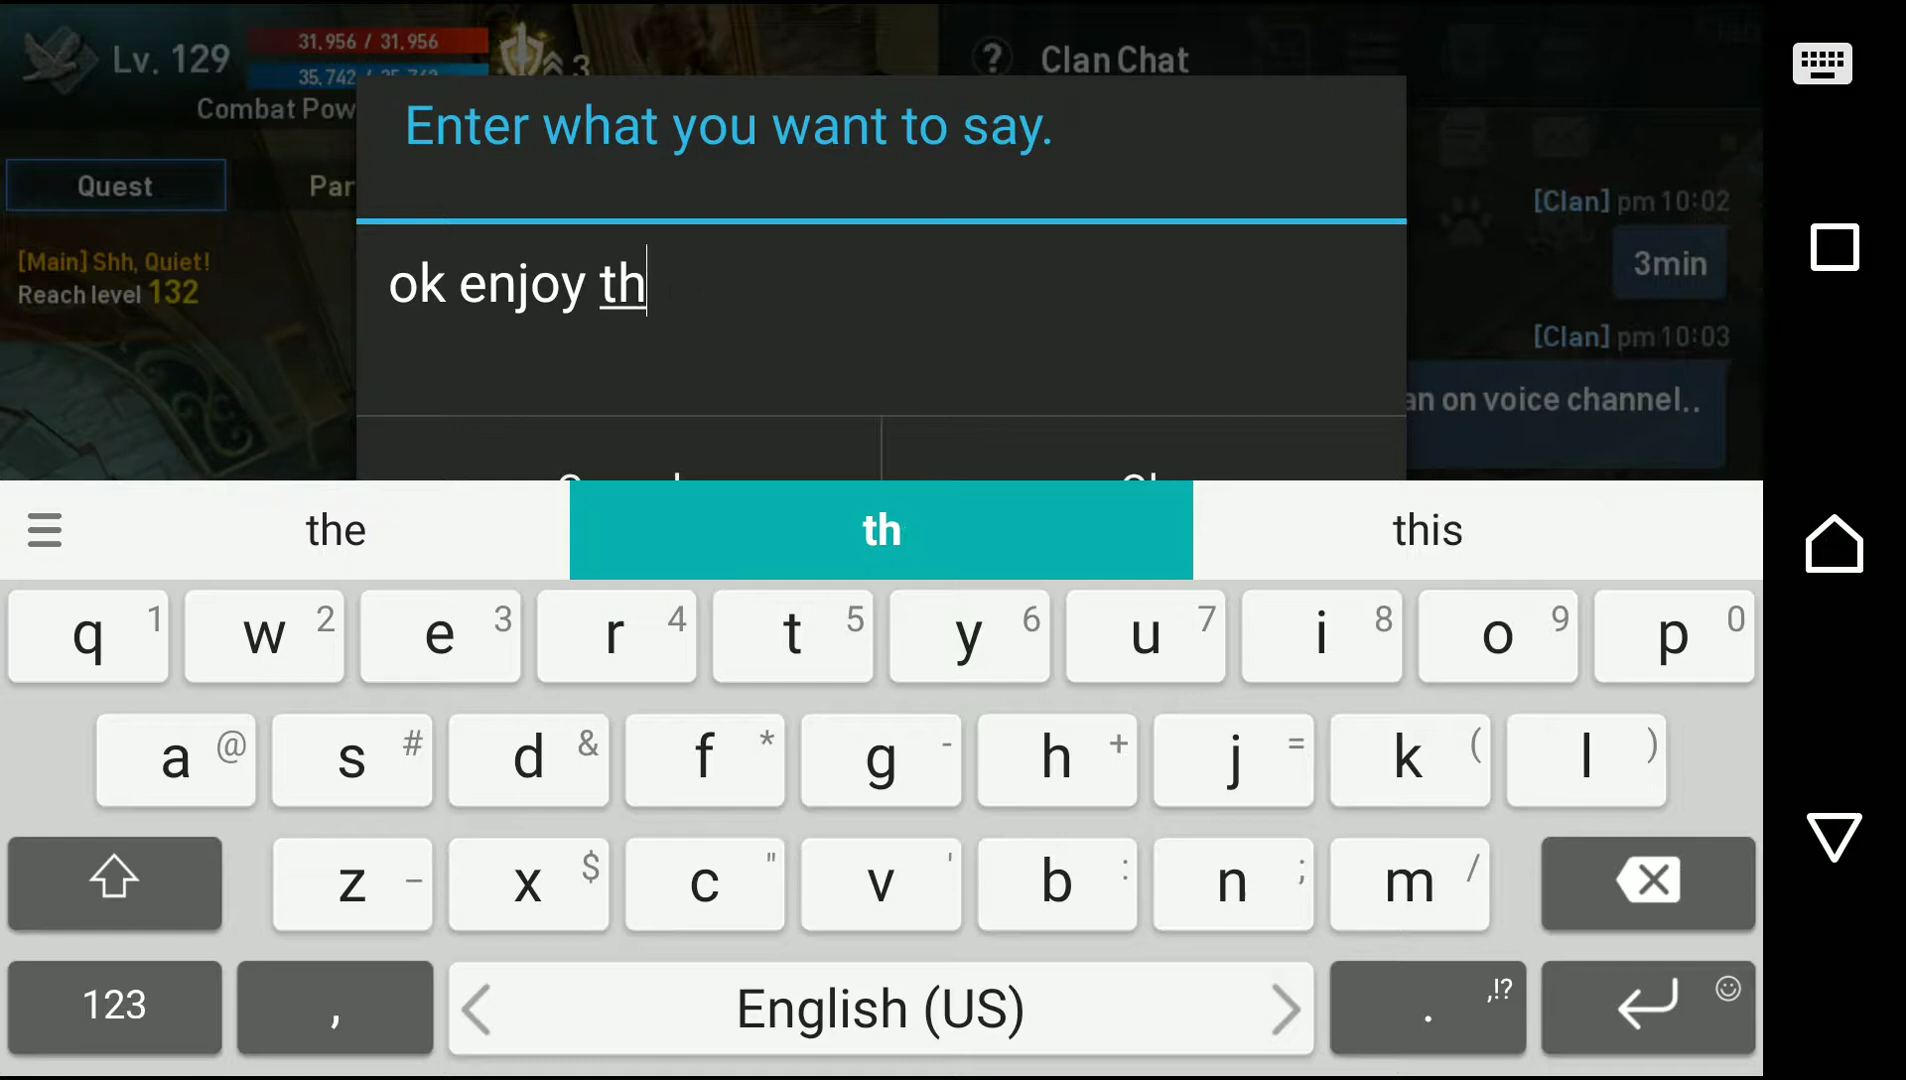 Lv. 129
31,956 / 31,956
3
? Clan Chat
Combat Pow
Enter what you want to say.
Quest
Par
[Clan] pm 10:02
[Main] Shh, Quiet!
Reach level 132
3min
ok enjoy th
[Clan] pm 10:03
an on voice channel..
the th this
q 1 w 2 e 3 r 4 t 5 y 6 u 7 i 8 o 9 p 0
a @ s # d & f * g - h + j = k ( l )
z _ x $ c " v ' b : n ; m /
123 , English (US) . ,!?